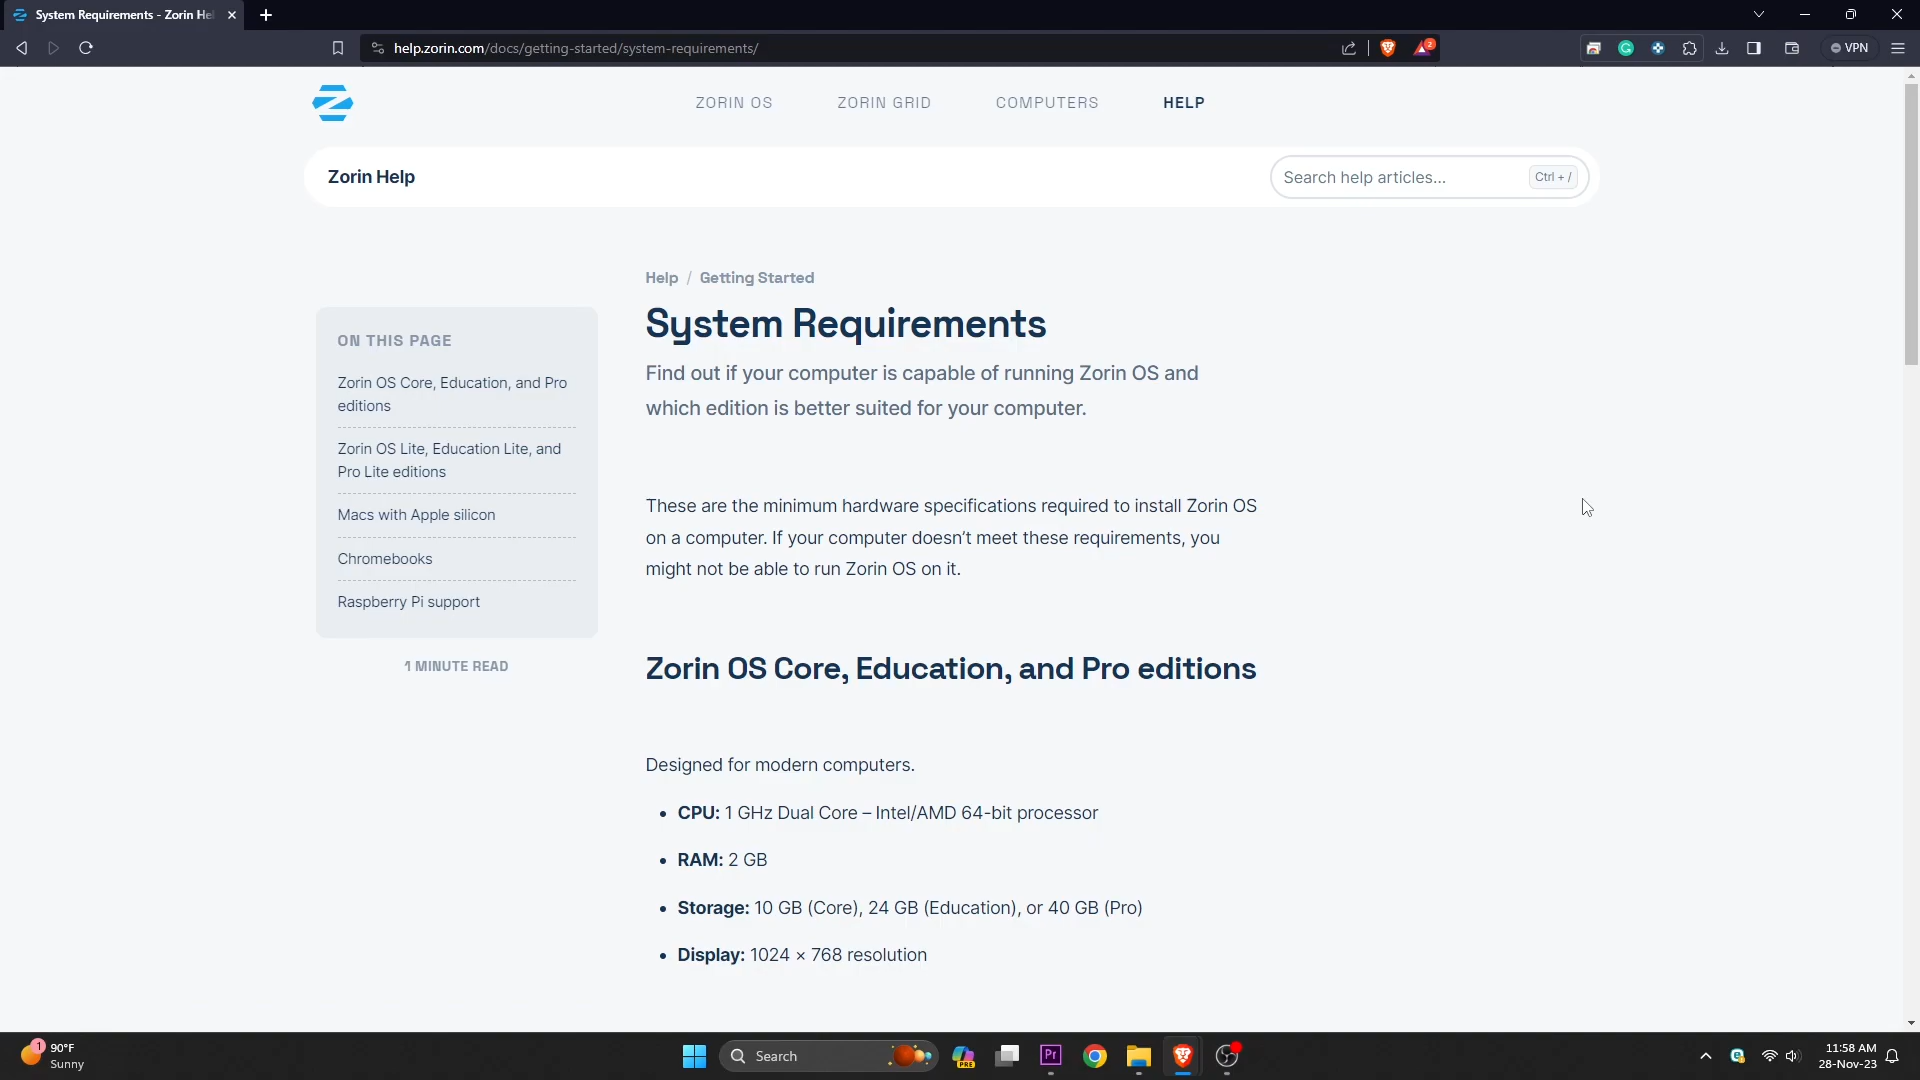 System Requirements - Zorin He
help.zorin.com/docs/getting-started/system-requirements/
2
VPN
ZORIN OS
ZORIN GRID
COMPUTERS
HELP
Zorin Help
Search help articles...
Ctrl + /
Help / Getting Started
System Requirements
Find out if your computer is capable of running Zorin OS and
which edition is better suited for your computer.
ON THIS PAGE
Zorin OS Core, Education, and Pro
editions
Zorin OS Lite, Education Lite, and
Pro Lite editions
Macs with Apple silicon
Chromebooks
Raspberry Pi support
1 MINUTE READ
These are the minimum hardware specifications required to install Zorin OS
on a computer. If your computer doesn’t meet these requirements, you
might not be able to run Zorin OS on it.
Zorin OS Core, Education, and Pro editions
Designed for modern computers.
• CPU: 1 GHz Dual Core – Intel/AMD 64-bit processor
• RAM: 2 GB
• Storage: 10 GB (Core), 24 GB (Education), or 40 GB (Pro)
• Display: 1024 × 768 resolution
1
90°F
Sunny
Search
PRE
Pr
11:58 AM
28-Nov-23